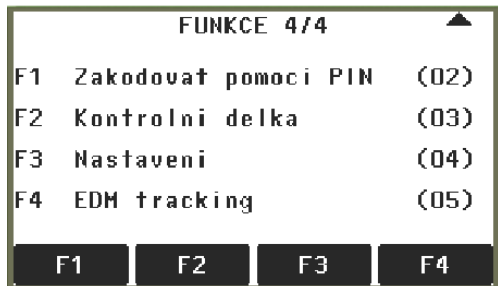 FUNKCE 4/4
F1 Zakodovat pomoci PIN (02)
F2 Kontrolni delka (03)
F3 Nastaveni (04)
F4 EDM tracking (05)
F1 F2 F3 F4